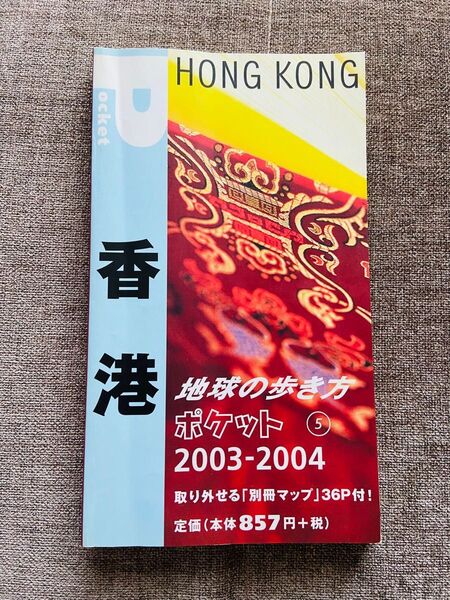 HONG KONG
Pocket
香港
地球の歩き方
ポケット ⑤
2003-2004
取り外せる「別冊マップ」36P付!
定価(本体857円+税)